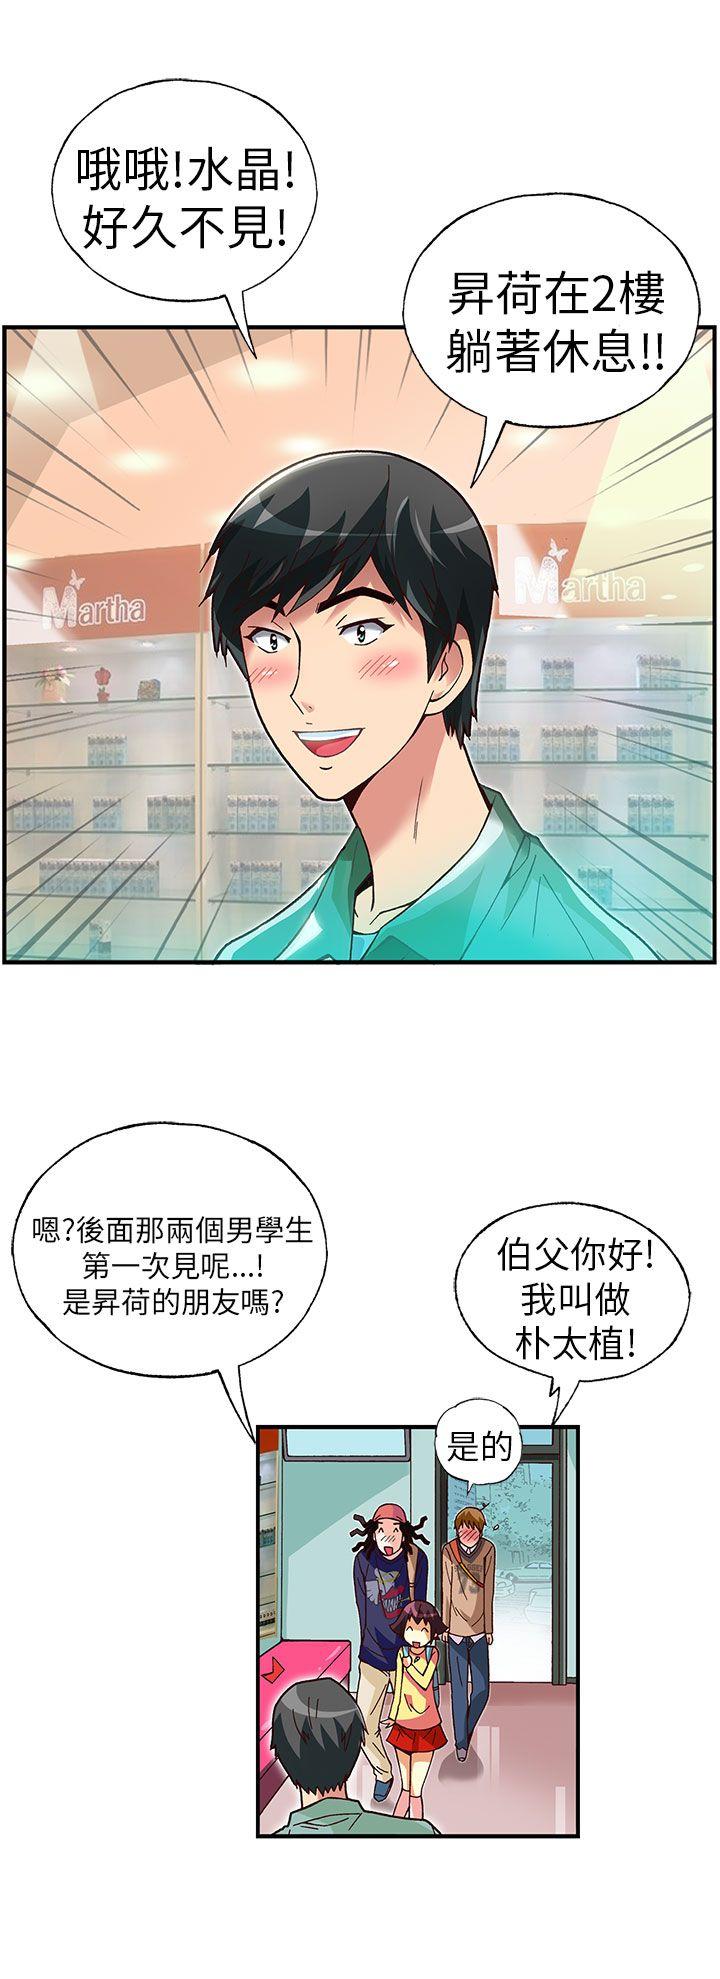 哦哦!水晶!
好久不見!
昇荷在2樓
躺著休息!!
Martha
Martha
嗯?後面那兩個男學生
第一次見呢...!
是昇荷的朋友嗎?
伯父你好!
我叫做
朴太植!
是的